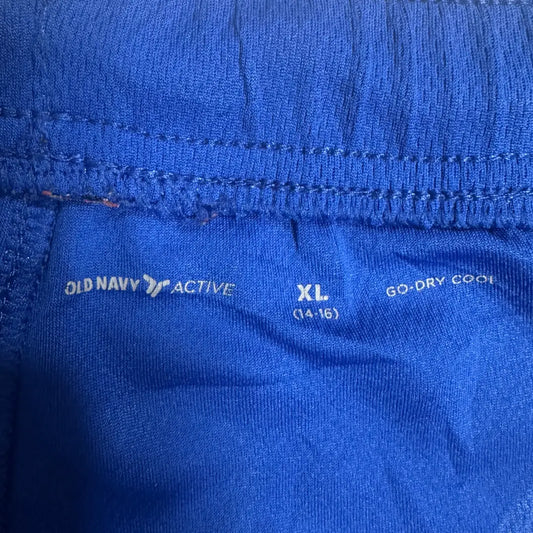 OLD NAVY ACTIVE XL GO-DRY COOL
(14-16)